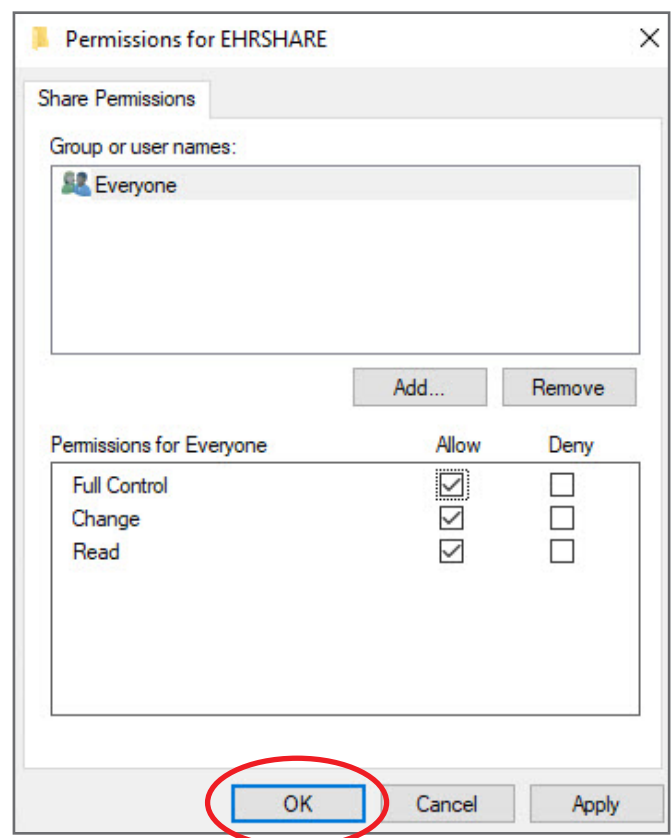 Permissions for EHRSHARE
Share Permissions
Group or user names:
Everyone
Add... Remove
Permissions for Everyone Allow Deny
Full Control
Change
Read
OK Cancel Apply